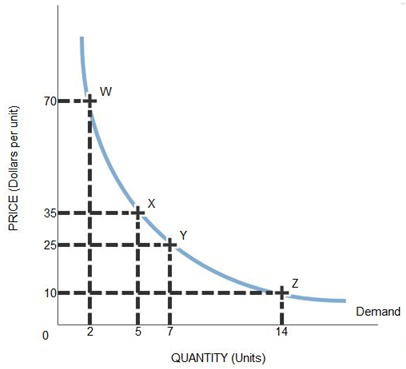 PRICE (Dollars per unit)
70
W
35
X
25
Y
10
Z
Demand
0
2 5 7 14
QUANTITY (Units)